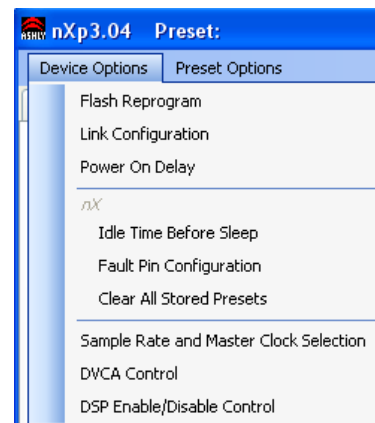 ASHLY nXp3.04 Preset:
Device Options Preset Options
Flash Reprogram
Link Configuration
Power On Delay
nX
Idle Time Before Sleep
Fault Pin Configuration
Clear All Stored Presets
Sample Rate and Master Clock Selection
DVCA Control
DSP Enable/Disable Control